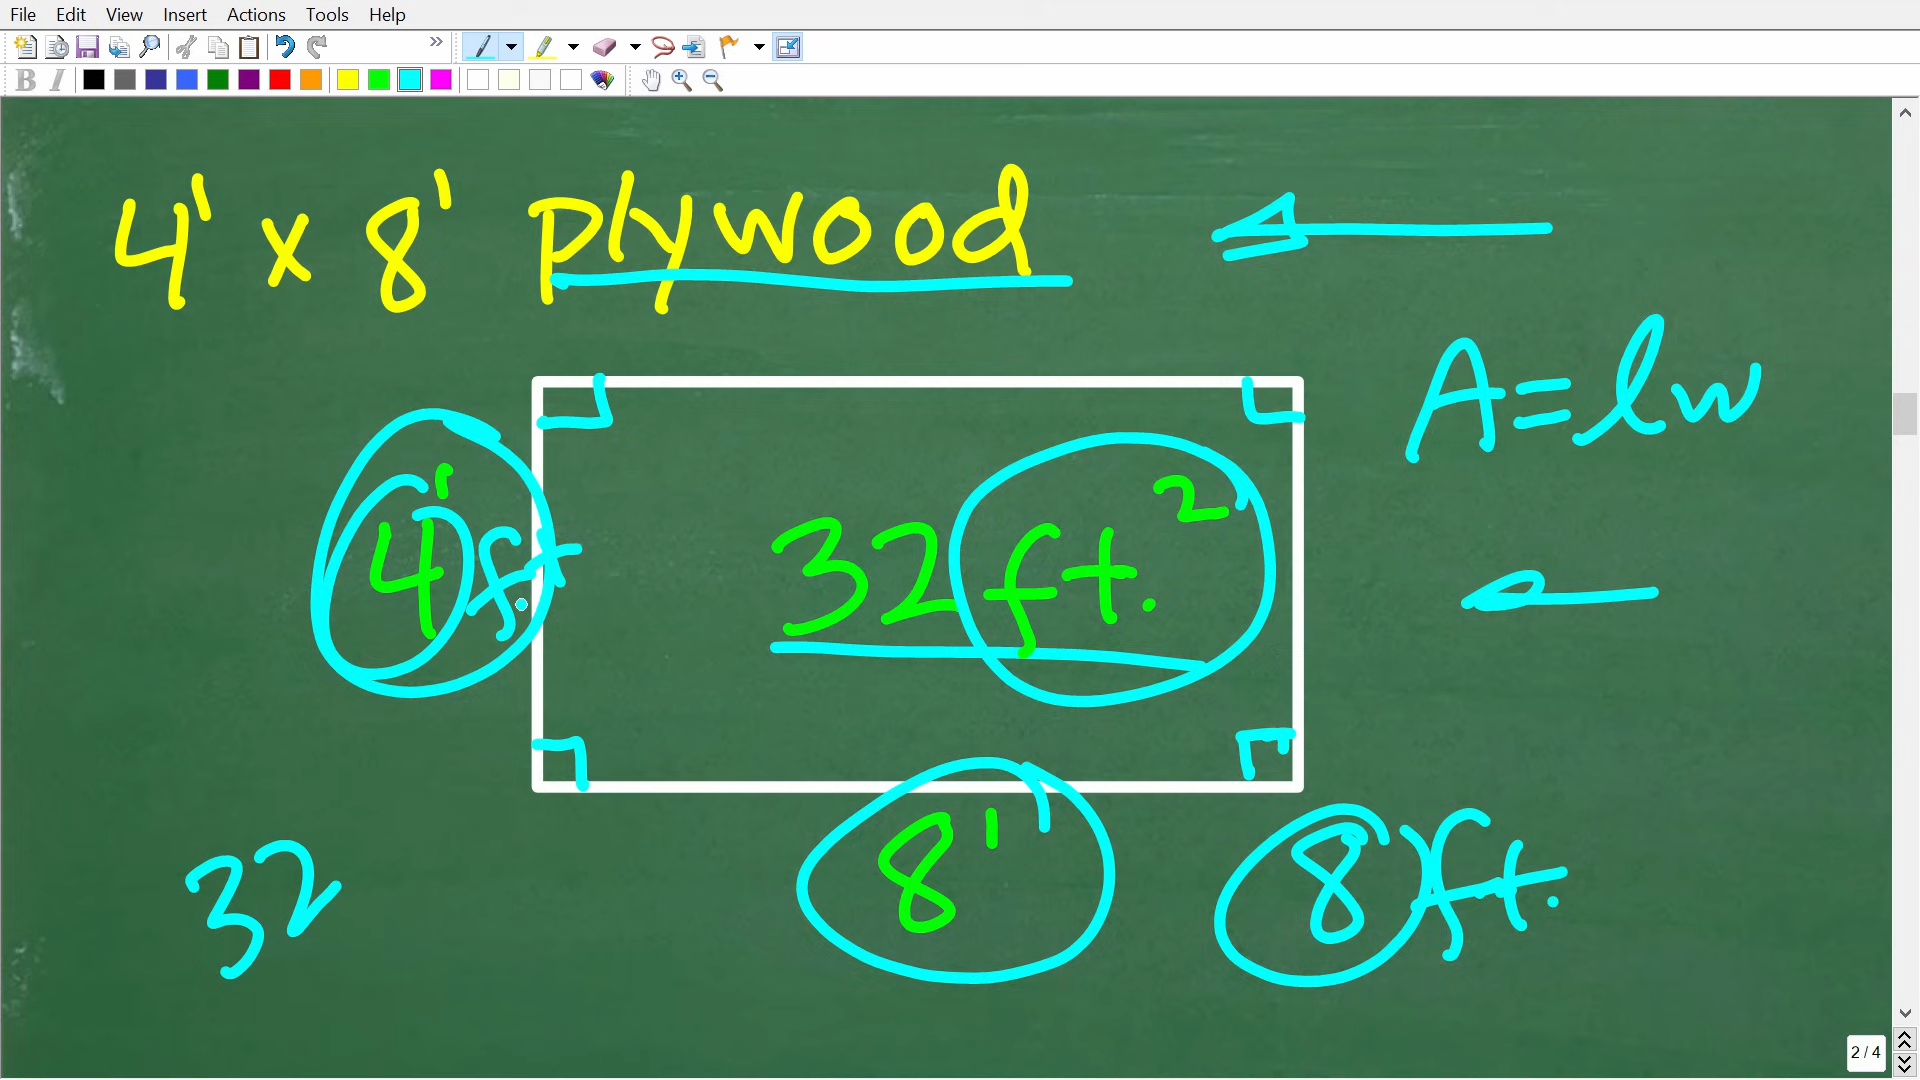 File Edit View Insert Actions Tools Help
B I
4' x 8' plywood
A = lw
4' ft
32 ft.²
32
8'
8 ft.
2 / 4